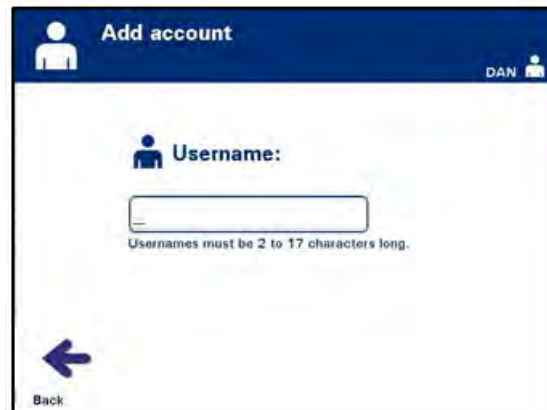 Add account
DAN
Username:
_
Usernames must be 2 to 17 characters long.
Back